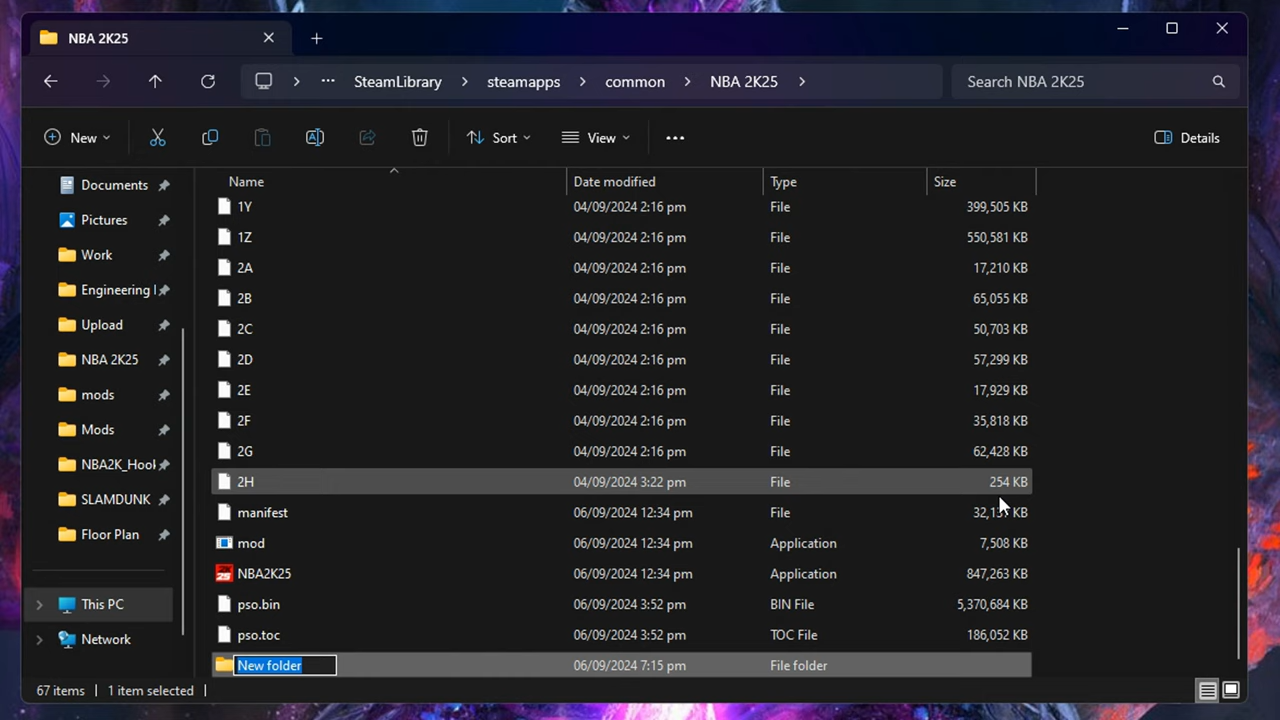 NBA 2K25
SteamLibrary steamapps common NBA 2K25 Search NBA 2K25
New Sort View Details
Name Date modified Type Size
Documents
Pictures
Work
Engineering
Upload
NBA 2K25
mods
Mods
NBA2K_Hool
SLAMDUNK
Floor Plan
This PC
Network
1Y 04/09/2024 2:16 pm File 399,505 KB
1Z 04/09/2024 2:16 pm File 550,581 KB
2A 04/09/2024 2:16 pm File 17,210 KB
2B 04/09/2024 2:16 pm File 65,055 KB
2C 04/09/2024 2:16 pm File 50,703 KB
2D 04/09/2024 2:16 pm File 57,299 KB
2E 04/09/2024 2:16 pm File 17,929 KB
2F 04/09/2024 2:16 pm File 35,818 KB
2G 04/09/2024 2:16 pm File 62,428 KB
2H 04/09/2024 3:22 pm File 254 KB
manifest 06/09/2024 12:34 pm File KB
mod 06/09/2024 12:34 pm Application 7,508 KB
NBA2K25 06/09/2024 12:34 pm Application 847,263 KB
pso.bin 06/09/2024 3:52 pm BIN File 5,370,684 KB
pso.toc 06/09/2024 3:52 pm TOC File 186,052 KB
New folder 06/09/2024 7:15 pm File folder
67 items 1 item selected